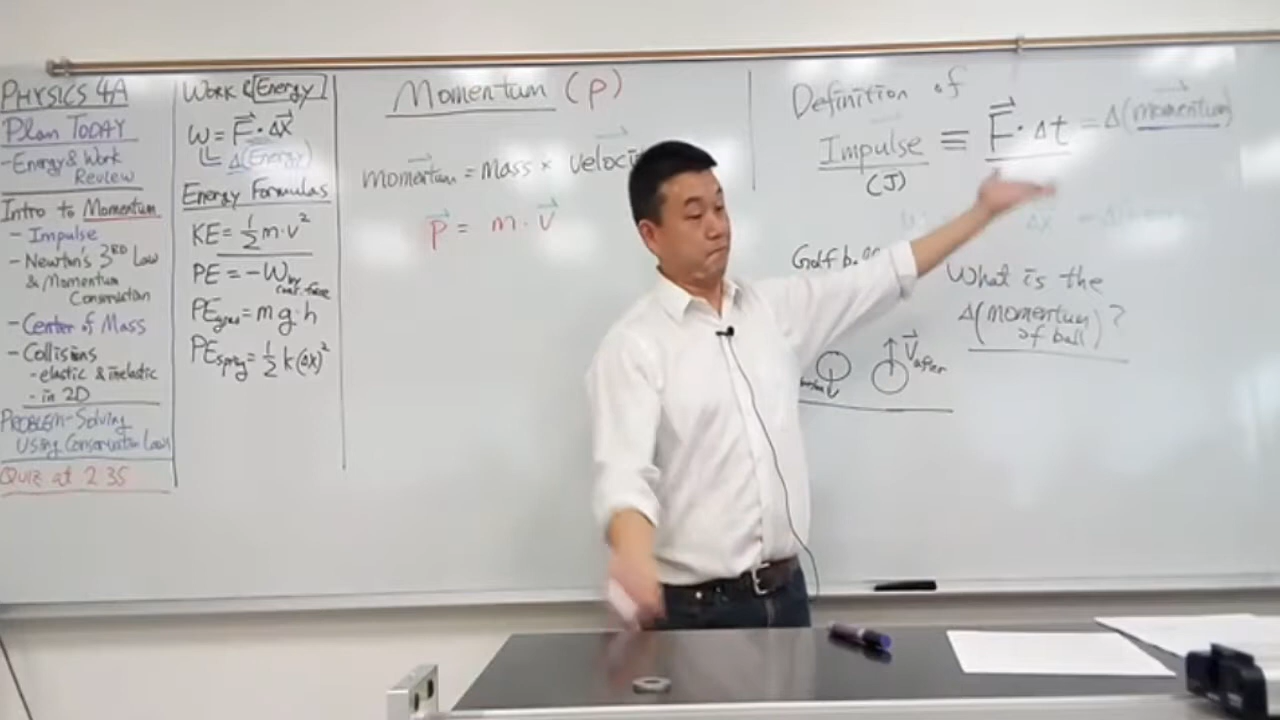 PHYSICS 4A
Plan TODAY
- Energy & Work
Review
Intro to Momentum
- Impulse
- Newton's 3RD Law
& Momentum
Conservation
- Center of Mass
- Collisions
- elastic & inelastic
- in 2D
PROBLEM-Solving
Using Conservation Laws
QUIZ at 2:35
Work & Energy
W = F · Δx
Δ(Energy)
Energy Formulas
KE = 1/2 m·v²
PE = -W by cons. force
PEgrav = m g·h
PEspring = 1/2 k(Δx)²
Momentum (p)
momentum = Mass × veloci
p = m · v
Definition of
Impulse ≡ F · Δt = Δ(momentum)
(J)
Δx
Golf ba
What is the
Δ(momentum of ball)?
Vafter